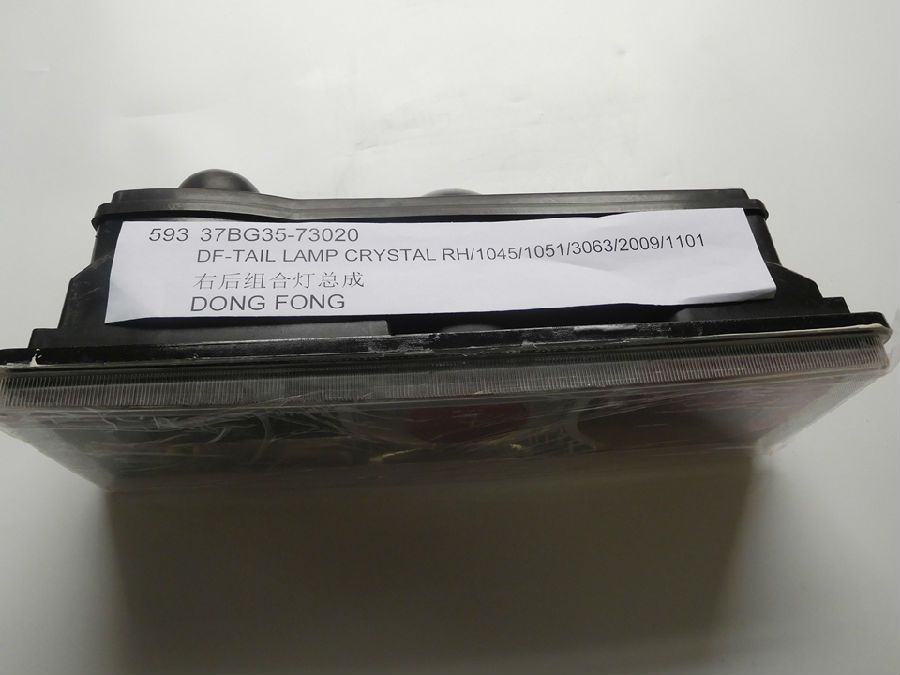 593 37BG35-73020
DF-TAIL LAMP CRYSTAL RH/1045/1051/3063/2009/1101
右后组合灯总成
DONG FONG